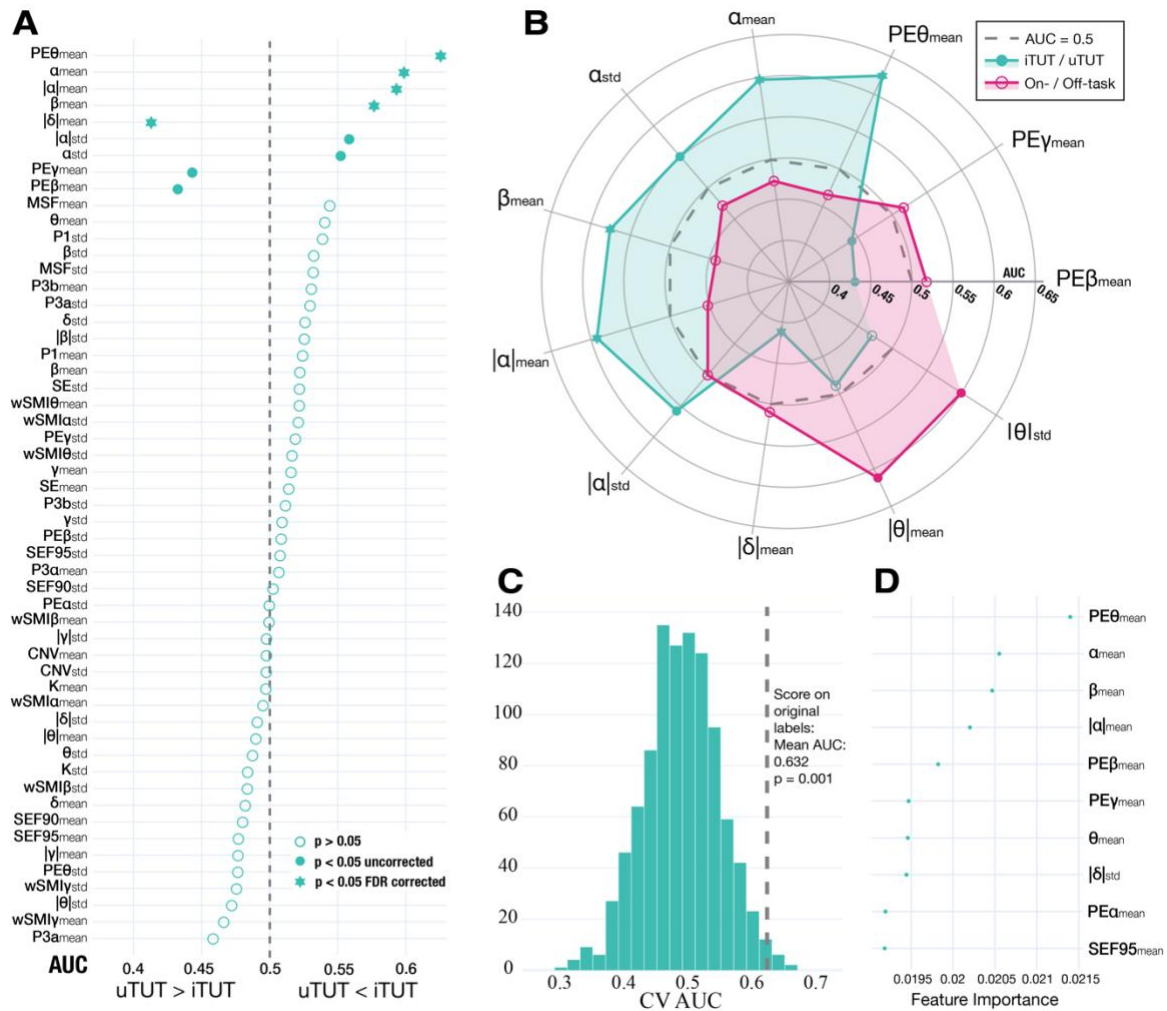 A
PEθmean
αmean
|α|mean
βmean
|δ|mean
|α|std
αstd
PEγmean
PEβmean
MSFmean
θmean
P1std
βstd
MSFstd
P3bmean
P3astd
δstd
|β|std
P1mean
βmean
SEstd
wSMIθmean
wSMIαstd
PEγstd
wSMIθstd
γmean
SEmean
P3bstd
γstd
PEβstd
SEF95std
P3αmean
SEF90std
PEαstd
wSMIβmean
|γ|std
CNVmean
CNVstd
Kmean
wSMIαmean
|δ|std
|θ|mean
θstd
Kstd
wSMIβstd
δmean
SEF90mean
SEF95mean
|γ|mean
PEθstd
wSMIγstd
|θ|std
wSMIγmean
P3amean
p > 0.05
p < 0.05 uncorrected
p < 0.05 FDR corrected
AUC 0.4 0.45 0.5 0.55 0.6
uTUT > iTUT uTUT < iTUT
B
AUC = 0.5
iTUT / uTUT
On- / Off-task
αmean
PEθmean
PEγmean
PEβmean
|θ|std
|θ|mean
|δ|mean
|α|std
|α|mean
βmean
αstd
AUC
0.4 0.45 0.5 0.55 0.6 0.65
C
140
120
100
80
60
40
20
0
0.3 0.4 0.5 0.6 0.7
CV AUC
Score on
original
labels:
Mean AUC:
0.632
p = 0.001
D
PEθmean
αmean
βmean
|α|mean
PEβmean
PEγmean
θmean
|δ|std
PEαmean
SEF95mean
0.0195 0.02 0.0205 0.021 0.0215
Feature Importance